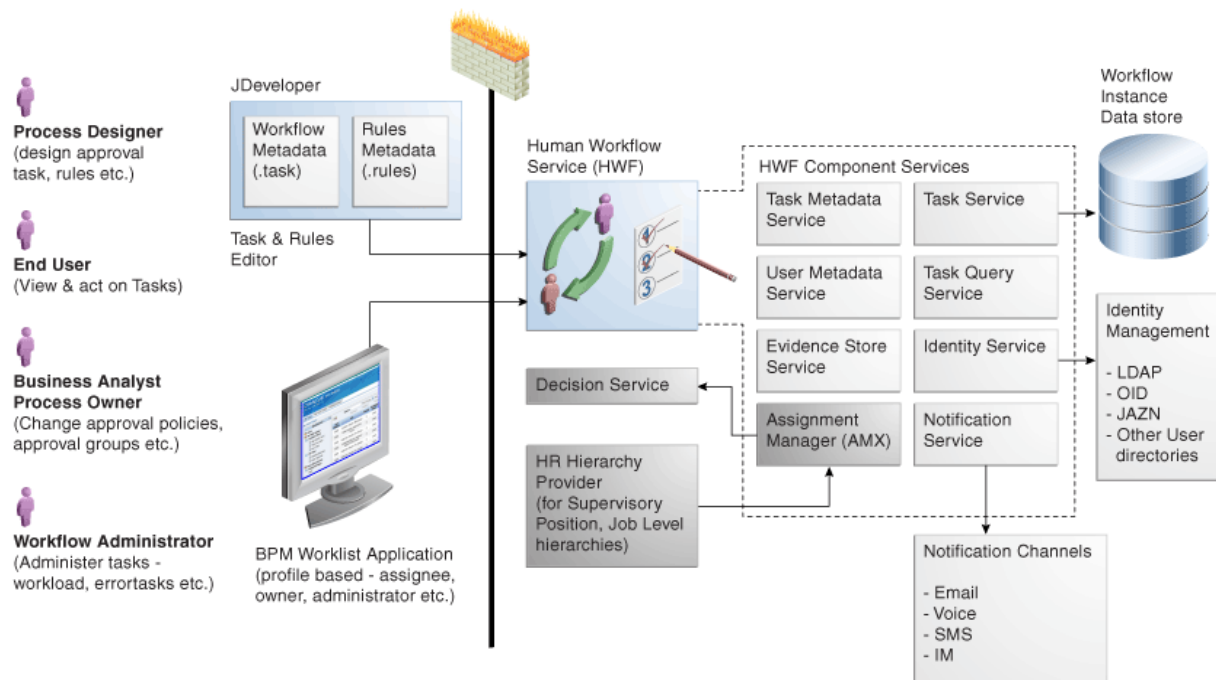 Process Designer
(design approval
task, rules etc.)
End User
(View & act on Tasks)
Business Analyst
Process Owner
(Change approval policies,
approval groups etc.)
Workflow Administrator
(Administer tasks -
workload, errortasks etc.)
JDeveloper
Workflow
Metadata
(.task)
Rules
Metadata
(.rules)
Task & Rules
Editor
BPM Worklist Application
(profile based - assignee,
owner, administrator etc.)
Human Workflow
Service (HWF)
3
Decision Service
HR Hierarchy
Provider
(for Supervisory
Position, Job Level
hierarchies)
HWF Component Services
Task Metadata
Service
Task Service
User Metadata
Service
Task Query
Service
Evidence Store
Service
Identity Service
Assignment
Manager (AMX)
Notification
Service
Workflow
Instance
Data store
Identity
Management
- LDAP
- OID
- JAZN
- Other User
directories
Notification Channels
- Email
- Voice
- SMS
- IM